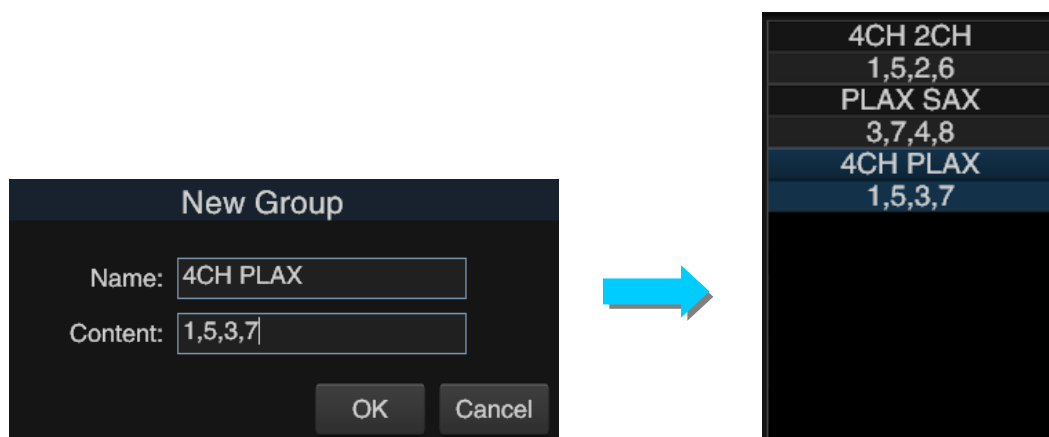 New Group
Name: 4CH PLAX
Content: 1,5,3,7
OK Cancel
4CH 2CH
1,5,2,6
PLAX SAX
3,7,4,8
4CH PLAX
1,5,3,7